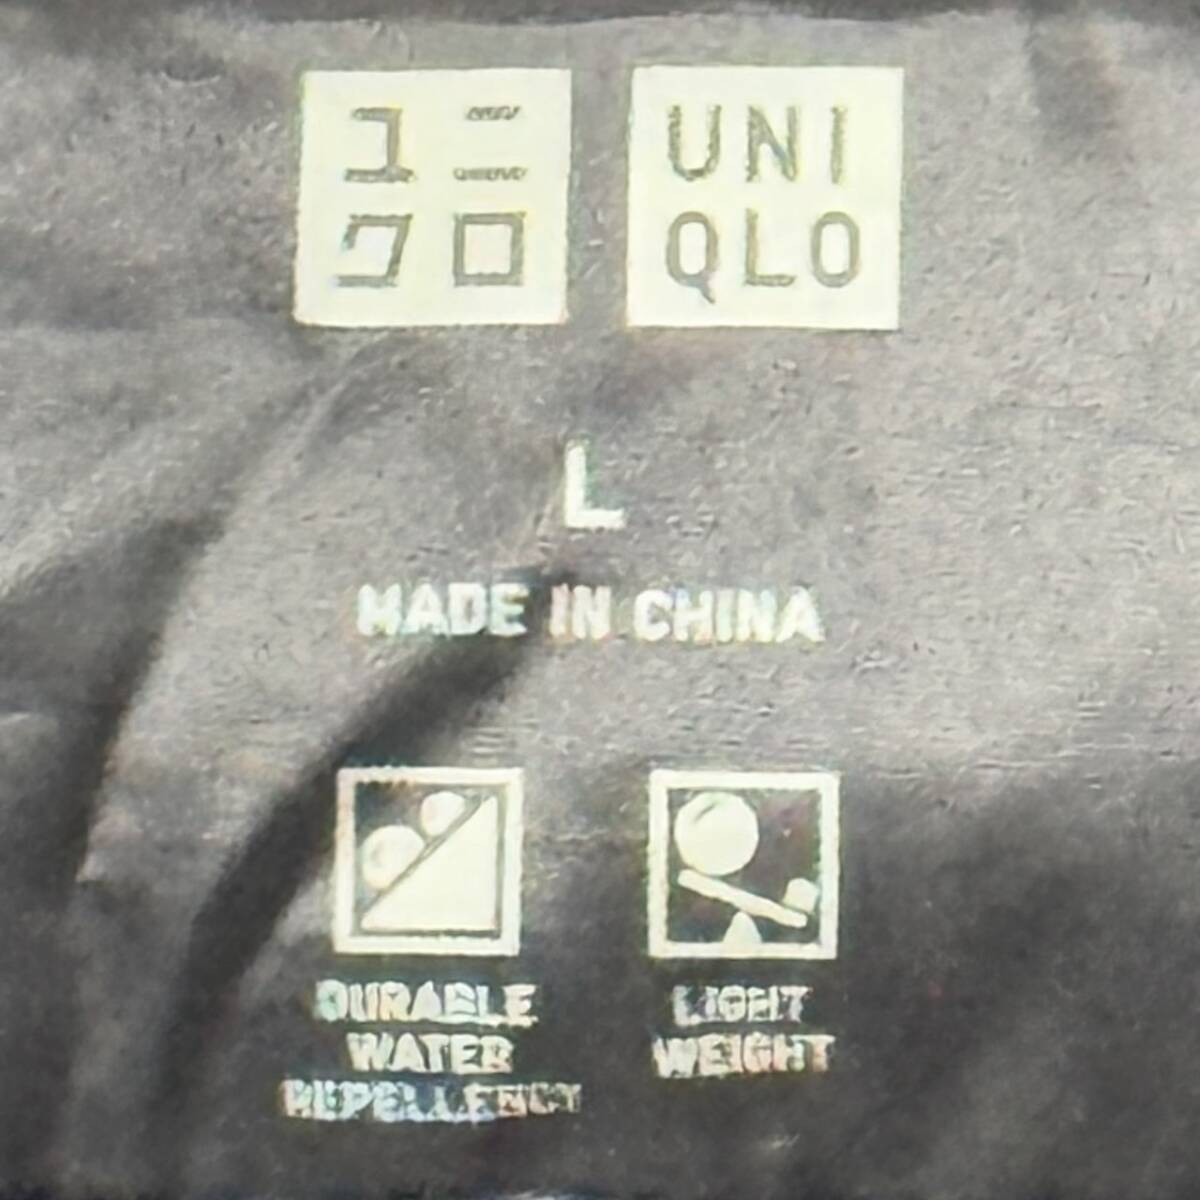 ユニ
クロ
UNI
QLO
L
MADE IN CHINA
DURABLE
WATER
REPELLENCY
LIGHT
WEIGHT